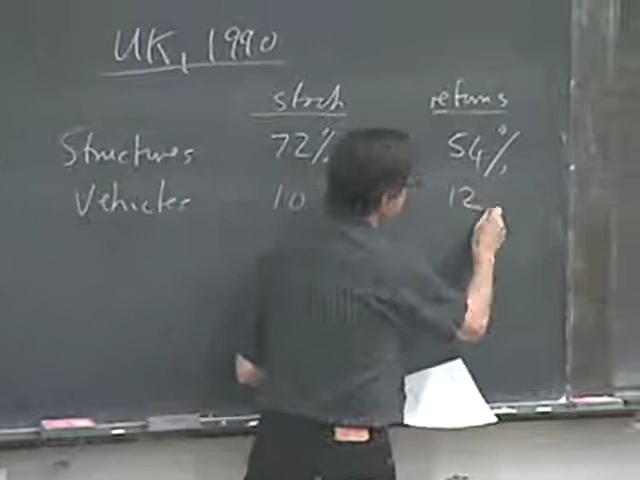 UK, 1990
stock returns
Structures 72% 54%
Vehicles 10 12